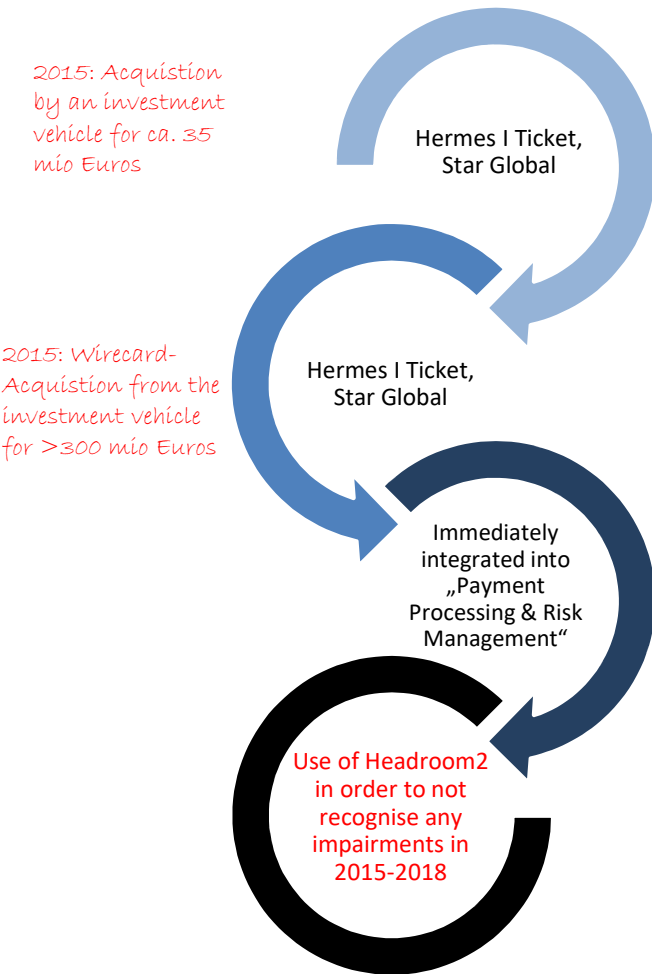 2015: Acquistion
by an investment
vehicle for ca. 35
mio Euros
Hermes I Ticket,
Star Global
2015: Wirecard-
Acquistion from the
investment vehicle
for >300 mio Euros
Hermes I Ticket,
Star Global
Immediately
integrated into
„Payment
Processing & Risk
Management“
Use of Headroom2
in order to not
recognise any
impairments in
2015-2018